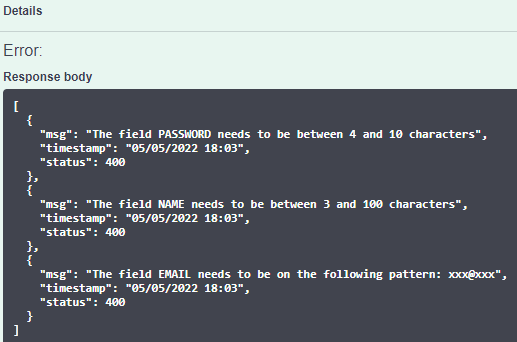 Details
Error:
Response body
[
{
"msg": "The field PASSWORD needs to be between 4 and 10 characters",
"timestamp": "05/05/2022 18:03",
"status": 400
},
{
"msg": "The field NAME needs to be between 3 and 100 characters",
"timestamp": "05/05/2022 18:03",
"status": 400
},
{
"msg": "The field EMAIL needs to be on the following pattern: xxx@xxx",
"timestamp": "05/05/2022 18:03",
"status": 400
}
]